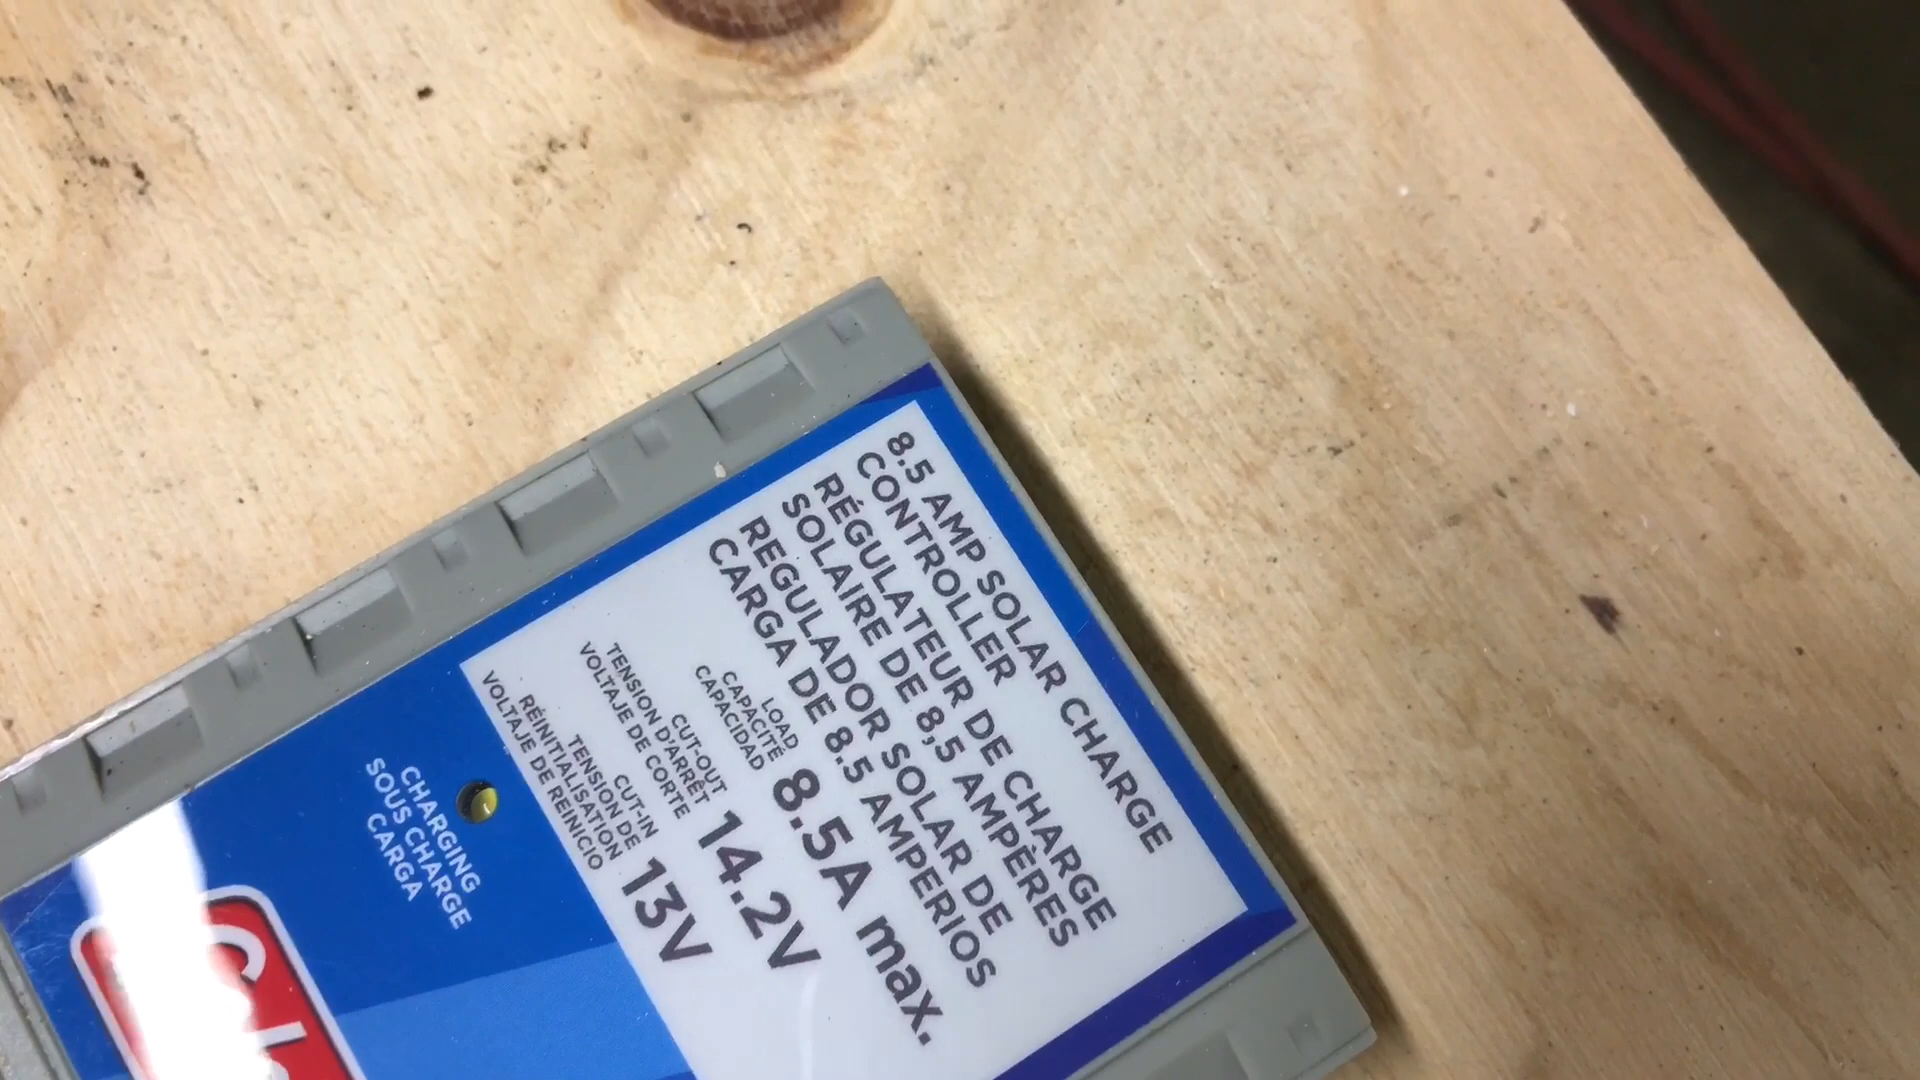 8.5 AMP SOLAR CHARGE
CONTROLLER
RÉGULATEUR DE CHARGE
SOLAIRE DE 8,5 AMPÈRES
REGULADOR SOLAR DE
CARGA DE 8.5 AMPERIOS
LOAD
CAPACITÉ
CAPACIDAD
8.5A max.
CUT-OUT
TENSION D'ARRÊT
VOLTAJE DE CORTE
14.2V
CUT-IN
TENSION DE
RÉINITIALISATION
VOLTAJE DE REINICIO
13V
CHARGING
SOUS CHARGE
CARGA